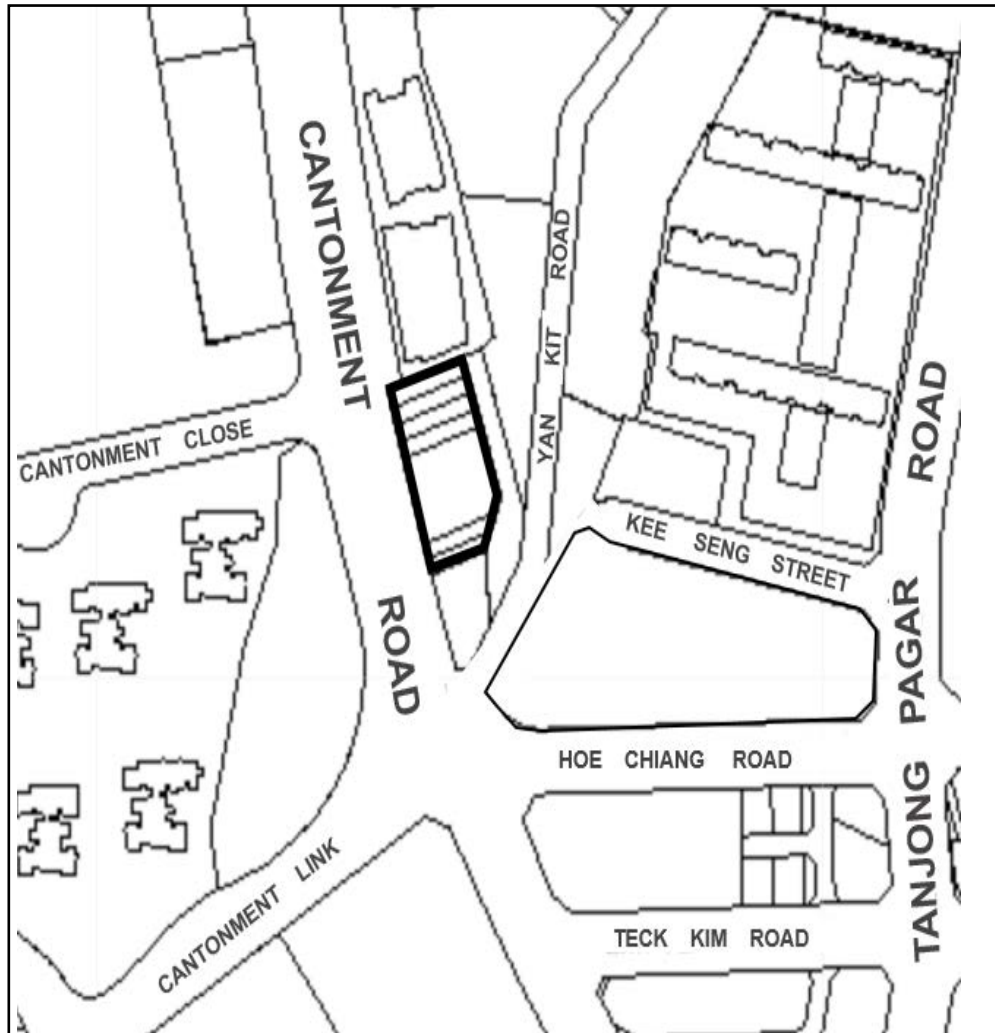 CANTONMENT
ROAD
YAN KIT ROAD
CANTONMENT CLOSE
KEE SENG STREET
TANJONG PAGAR ROAD
HOE CHIANG ROAD
CANTONMENT LINK
TECK KIM ROAD